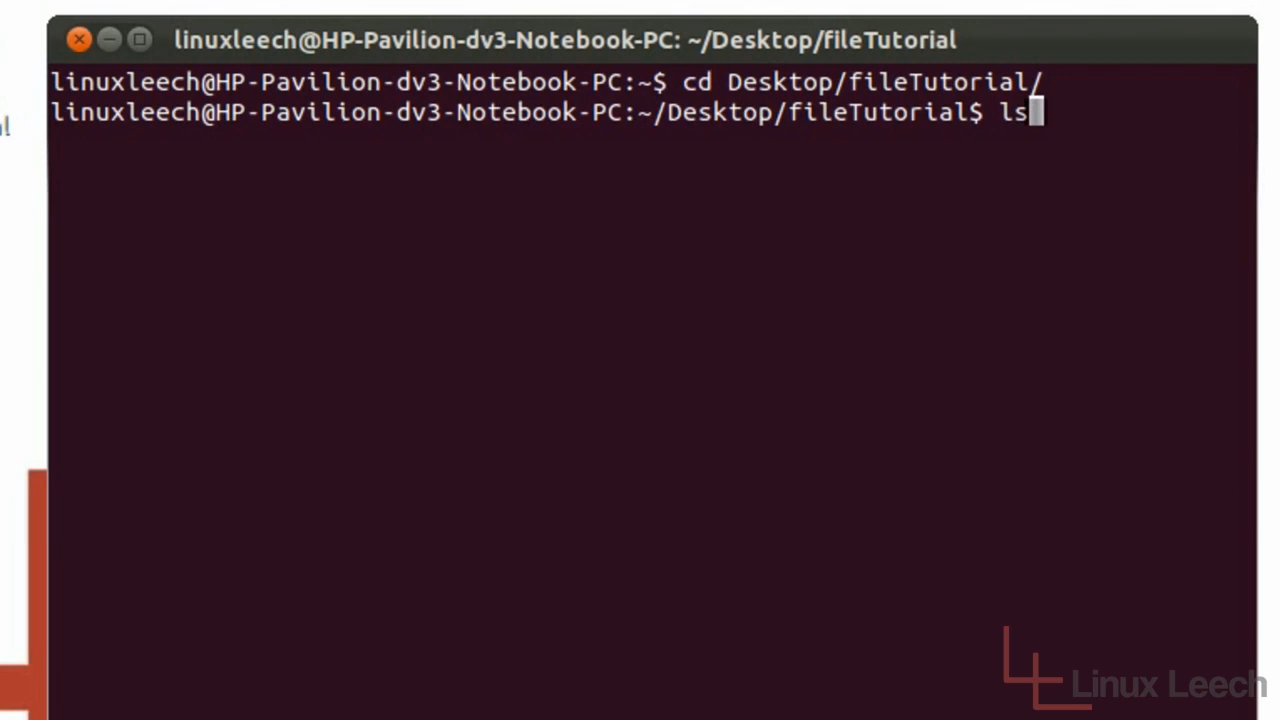 linuxleech@HP-Pavilion-dv3-Notebook-PC: ~/Desktop/fileTutorial
linuxleech@HP-Pavilion-dv3-Notebook-PC:~$ cd Desktop/fileTutorial/
linuxleech@HP-Pavilion-dv3-Notebook-PC:~/Desktop/fileTutorial$ ls
Linux Leech